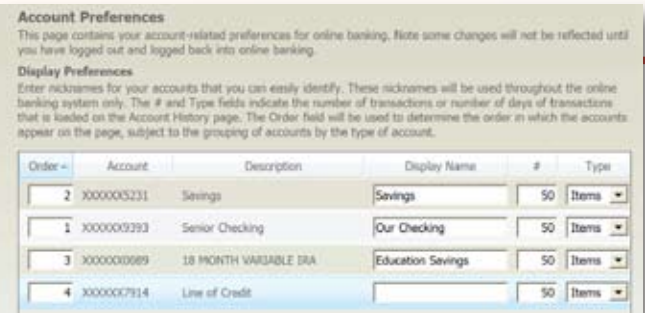 Account Preferences
This page contains your account-related preferences for online banking. Note some changes will not be reflected until
you have logged out and logged back into online banking.
Display Preferences
Enter nicknames for your accounts that you can easily identify. These nicknames will be used throughout the online
banking system only. The # and Type fields indicate the number of transactions or number of days of transactions
that is loaded on the Account History page. The Order field will be used to determine the order in which the accounts
appear on the page, subject to the grouping of accounts by the type of account.
Order Account Description Display Name # Type
2 XXXXXX5231 Savings Savings 50 Items
1 XXXXXX9393 Senior Checking Our Checking 50 Items
3 XXXXXX0089 18 MONTH VARIABLE IRA Education Savings 50 Items
4 XXXXXX7914 Line of Credit 50 Items